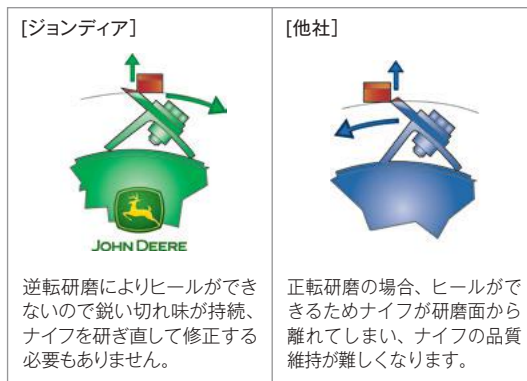 [ジョンディア]
JOHN DEERE
逆転研磨によりヒールができ
ないので鋭い切れ味が持続、
ナイフを研ぎ直して修正する
必要もありません。
[他社]
正転研磨の場合、ヒールがで
きるためナイフが研磨面から
離れてしまい、ナイフの品質
維持が難しくなります。